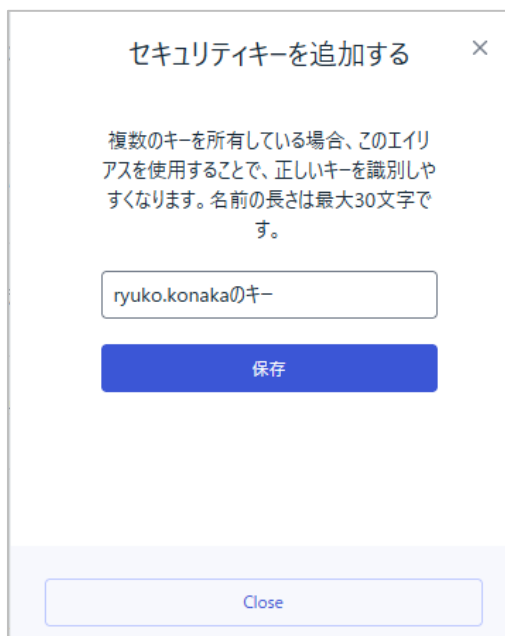 セキュリティキーを追加する
×
複数のキーを所有している場合、このエイリ
アスを使用することで、正しいキーを識別しや
すくなります。名前の長さは最大30文字で
す。
ryuko.konakaのキー
保存
Close